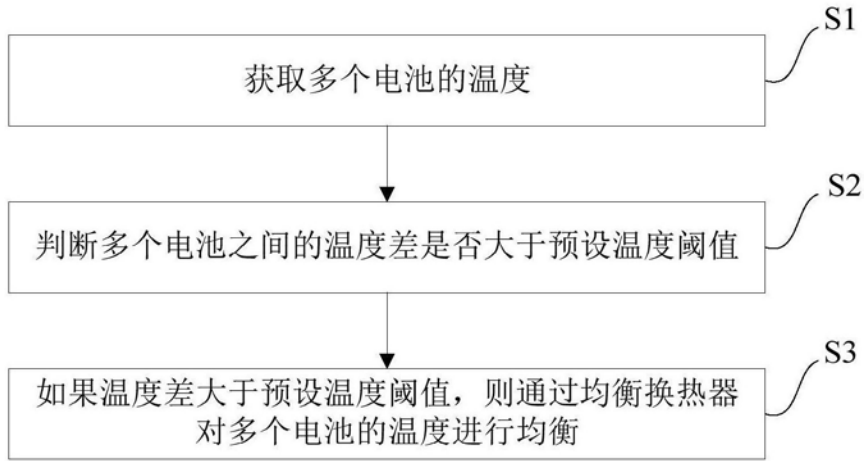 S1
获取多个电池的温度
S2
判断多个电池之间的温度差是否大于预设温度阈值
S3
如果温度差大于预设温度阈值，则通过均衡换热器
对多个电池的温度进行均衡